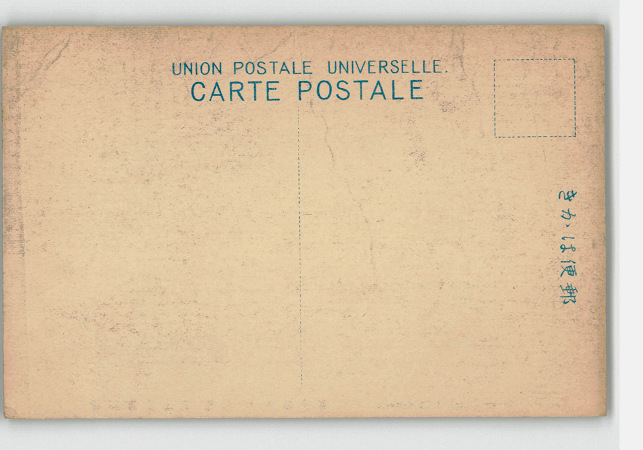 UNION POSTALE UNIVERSELLE.
CARTE POSTALE
きかは便郵